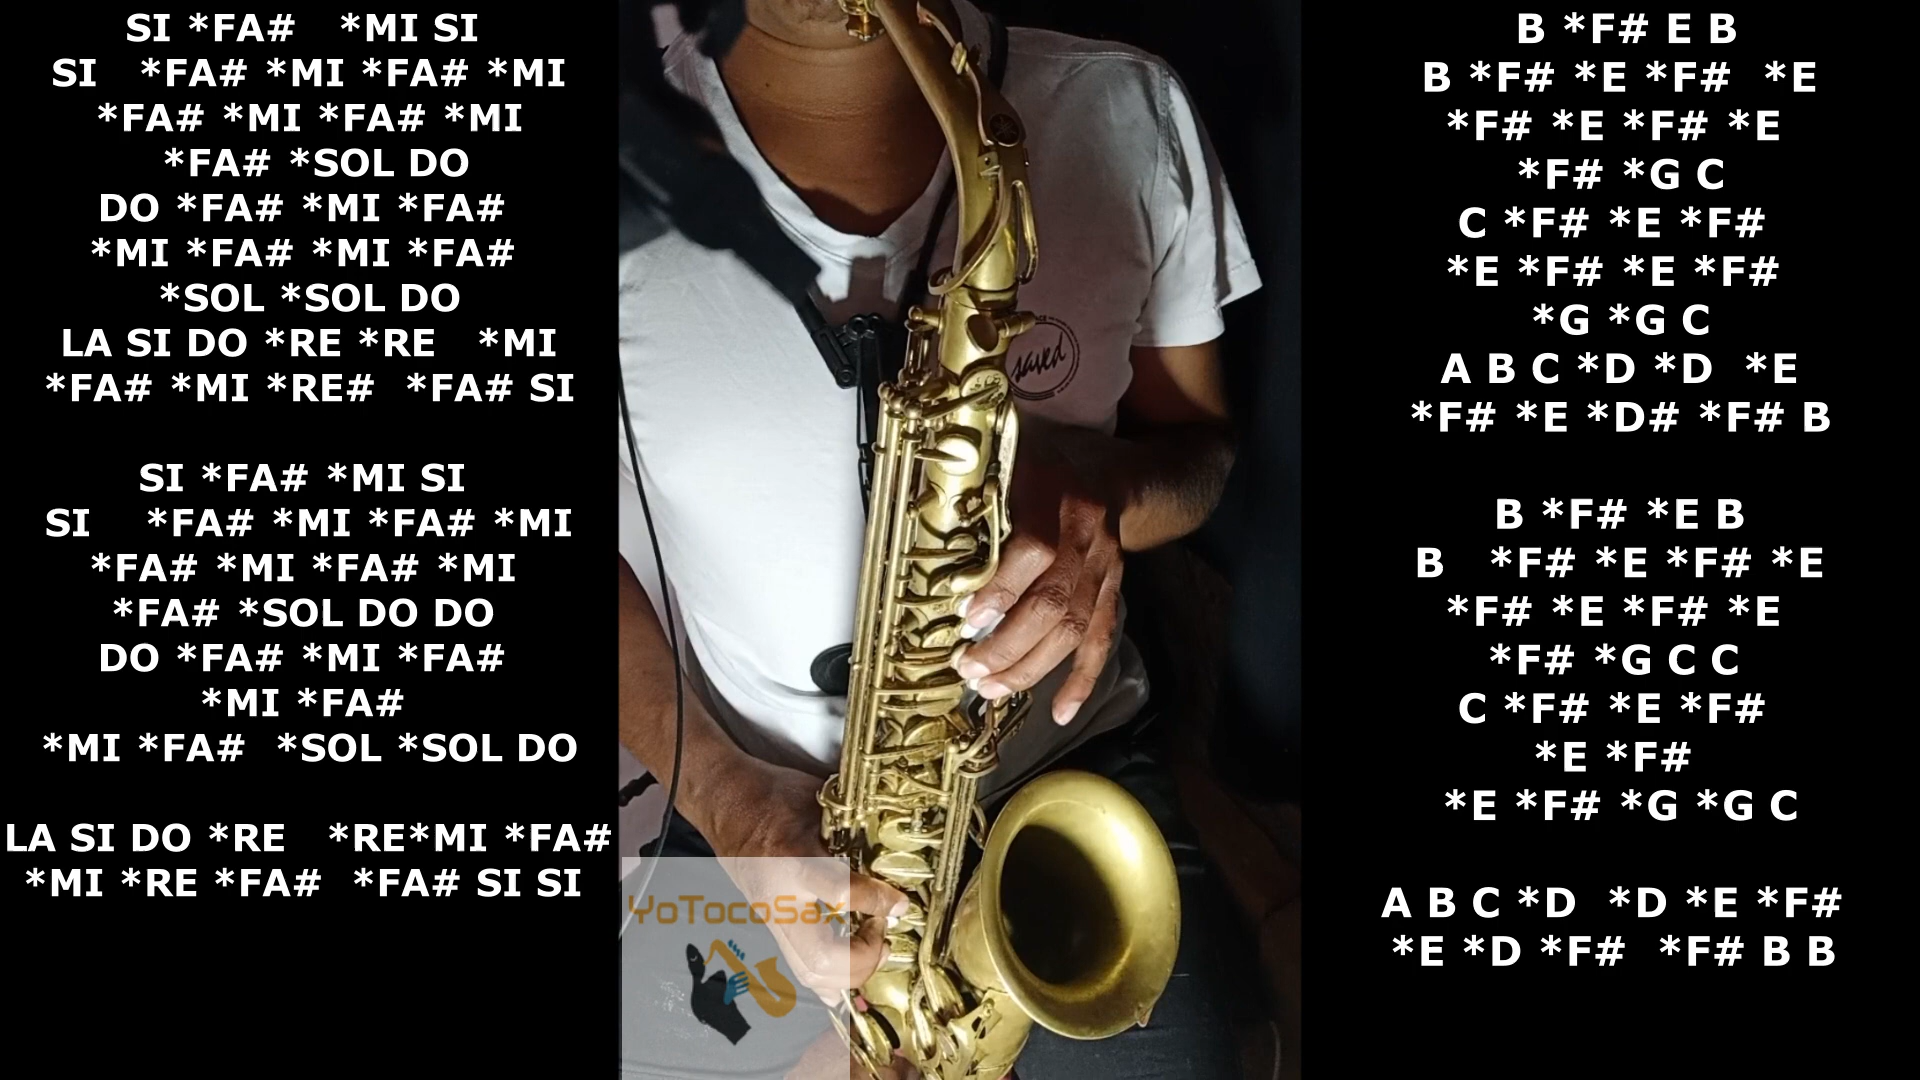 SI *FA# *MI SI
SI *FA# *MI *FA# *MI
*FA# *MI *FA# *MI
*FA# *SOL DO
DO *FA# *MI *FA#
*MI *FA# *MI *FA#
*SOL *SOL DO
LA SI DO *RE *RE *MI
*FA# *MI *RE# *FA# SI
SI *FA# *MI SI
SI *FA# *MI *FA# *MI
*FA# *MI *FA# *MI
*FA# *SOL DO DO
DO *FA# *MI *FA#
*MI *FA#
*MI *FA# *SOL *SOL DO
LA SI DO *RE *RE*MI *FA#
*MI *RE *FA# *FA# SI SI
saved
YoTocoSax
B *F# E B
B *F# *E *F# *E
*F# *E *F# *E
*F# *G C
C *F# *E *F#
*E *F# *E *F#
*G *G C
A B C *D *D *E
*F# *E *D# *F# B
B *F# *E B
B *F# *E *F# *E
*F# *E *F# *E
*F# *G C C
C *F# *E *F#
*E *F#
*E *F# *G *G C
A B C *D *D *E *F#
*E *D *F# *F# B B